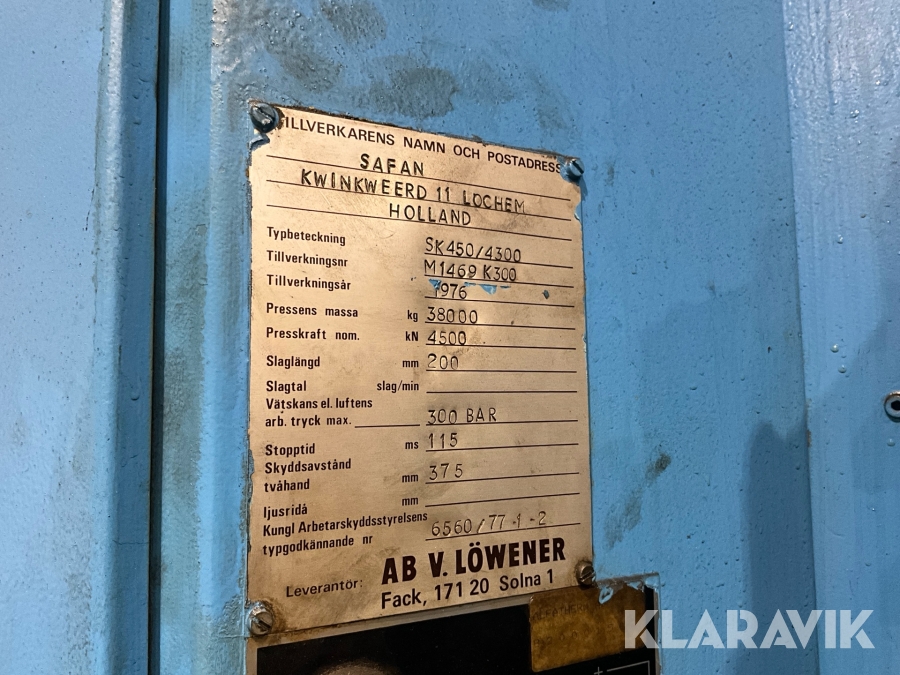 TILLVERKARENS NAMN OCH POSTADRESS
SAFAN
KWINKWEERD 11 LOCHEM
HOLLAND
Typbeteckning SK450/4300
Tillverkningsnr M1469 K300
Tillverkningsår 1976
Pressens massa kg 38000
Presskraft nom. kN 4500
Slaglängd mm 200
Slagtal slag/min
Vätskans el. luftens
arb. tryck max. 300 BAR
Stopptid ms 115
Skyddsavstånd
tvåhand mm 375
ljusridå mm
Kungl Arbetarskyddsstyrelsens
typgodkännande nr 6560/77-1-2
Leverantör: AB V. LÖWENER
Fack, 171 20 Solna 1
KLARAVIK